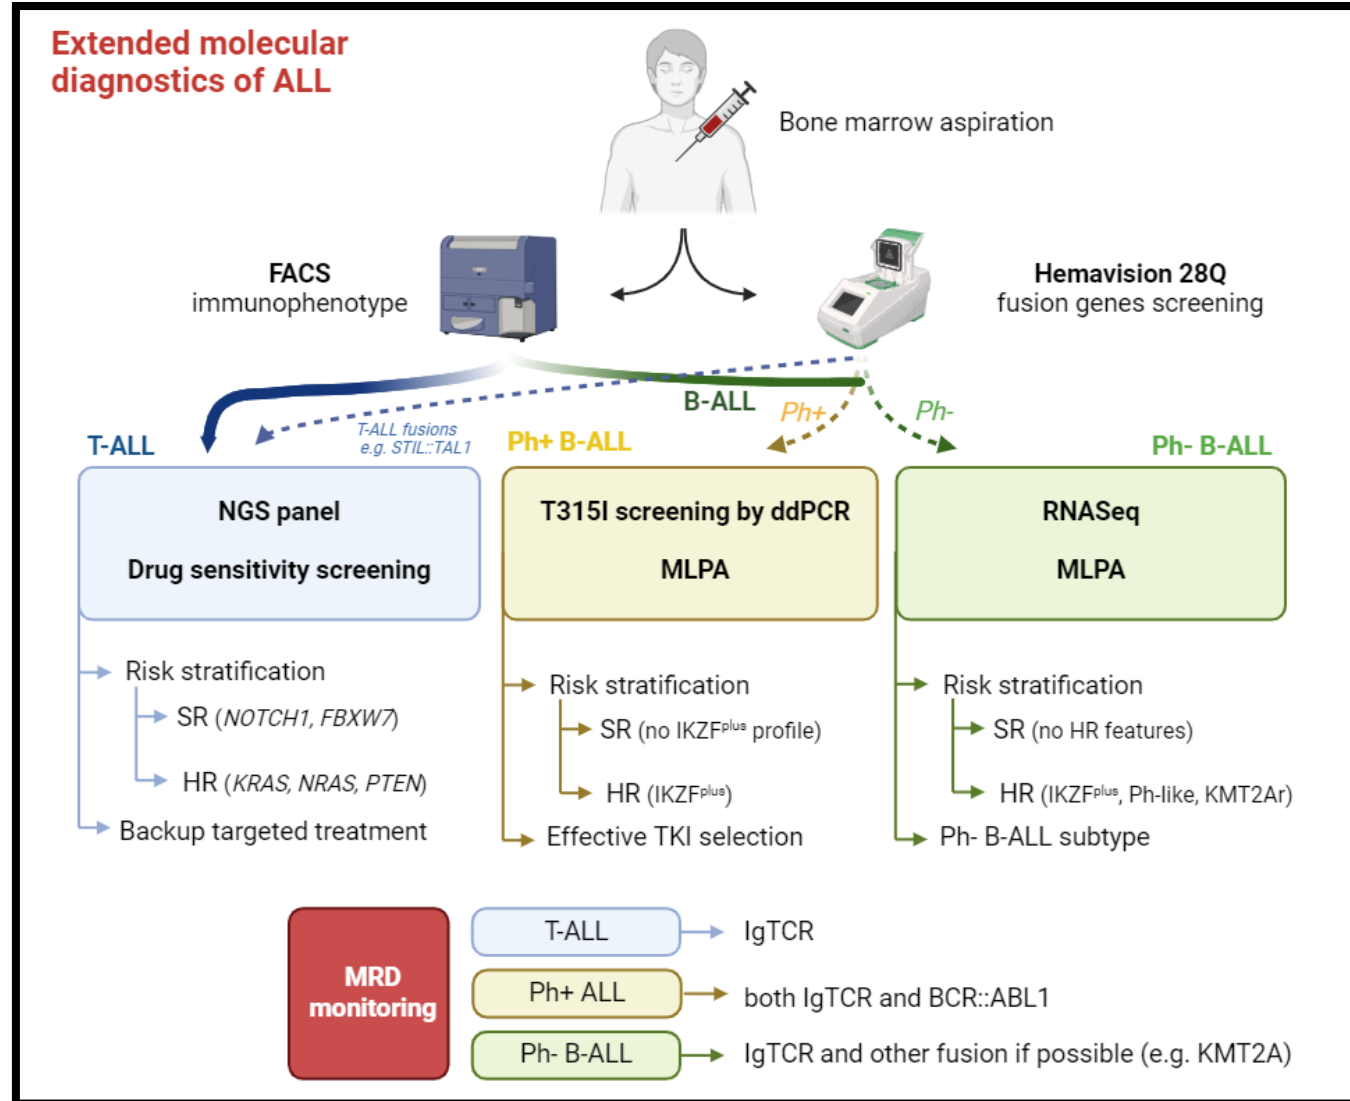 Extended molecular
diagnostics of ALL
Bone marrow aspiration
FACS
immunophenotype
Hemavision 28Q
fusion genes screening
B-ALL
Ph+
Ph-
T-ALL fusions
e.g. STIL::TAL1
T-ALL
Ph+ B-ALL
Ph- B-ALL
NGS panel
Drug sensitivity screening
Risk stratification
SR (NOTCH1, FBXW7)
HR (KRAS, NRAS, PTEN)
Backup targeted treatment
T315I screening by ddPCR
MLPA
Risk stratification
SR (no IKZFplus profile)
HR (IKZFplus)
Effective TKI selection
RNASeq
MLPA
Risk stratification
SR (no HR features)
HR (IKZFplus, Ph-like, KMT2Ar)
Ph- B-ALL subtype
MRD
monitoring
T-ALL
IgTCR
Ph+ ALL
both IgTCR and BCR::ABL1
Ph- B-ALL
IgTCR and other fusion if possible (e.g. KMT2A)